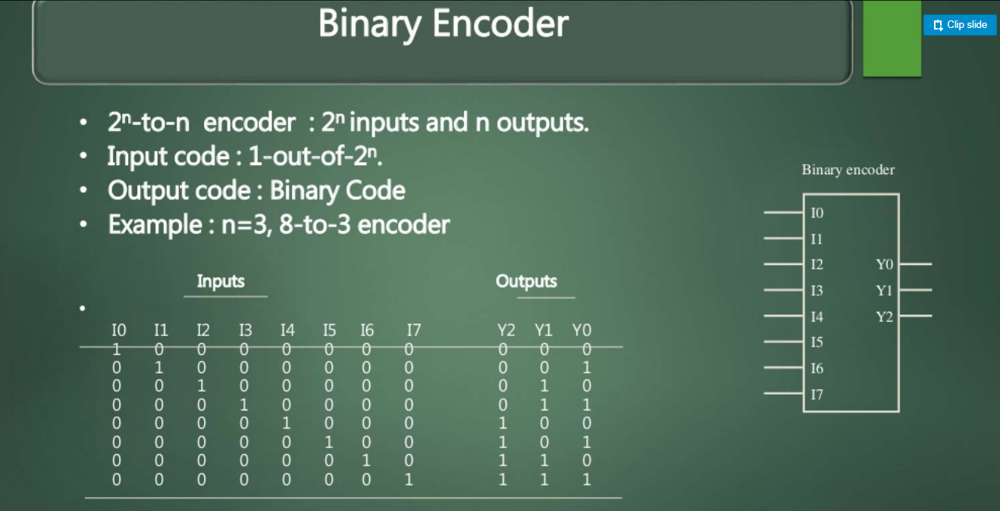 Binary Encoder
Clip slide
• 2ⁿ-to-n encoder : 2ⁿ inputs and n outputs.
• Input code : 1-out-of-2ⁿ.
• Output code : Binary Code
• Example : n=3, 8-to-3 encoder
Binary encoder
I0
I1
I2 Y0
I3 Y1
I4 Y2
I5
I6
I7
Inputs Outputs
•
I0 I1 I2 I3 I4 I5 I6 I7 Y2 Y1 Y0
1 0 0 0 0 0 0 0 0 0 0
0 1 0 0 0 0 0 0 0 0 1
0 0 1 0 0 0 0 0 0 1 0
0 0 0 1 0 0 0 0 0 1 1
0 0 0 0 1 0 0 0 1 0 0
0 0 0 0 0 1 0 0 1 0 1
0 0 0 0 0 0 1 0 1 1 0
0 0 0 0 0 0 0 1 1 1 1